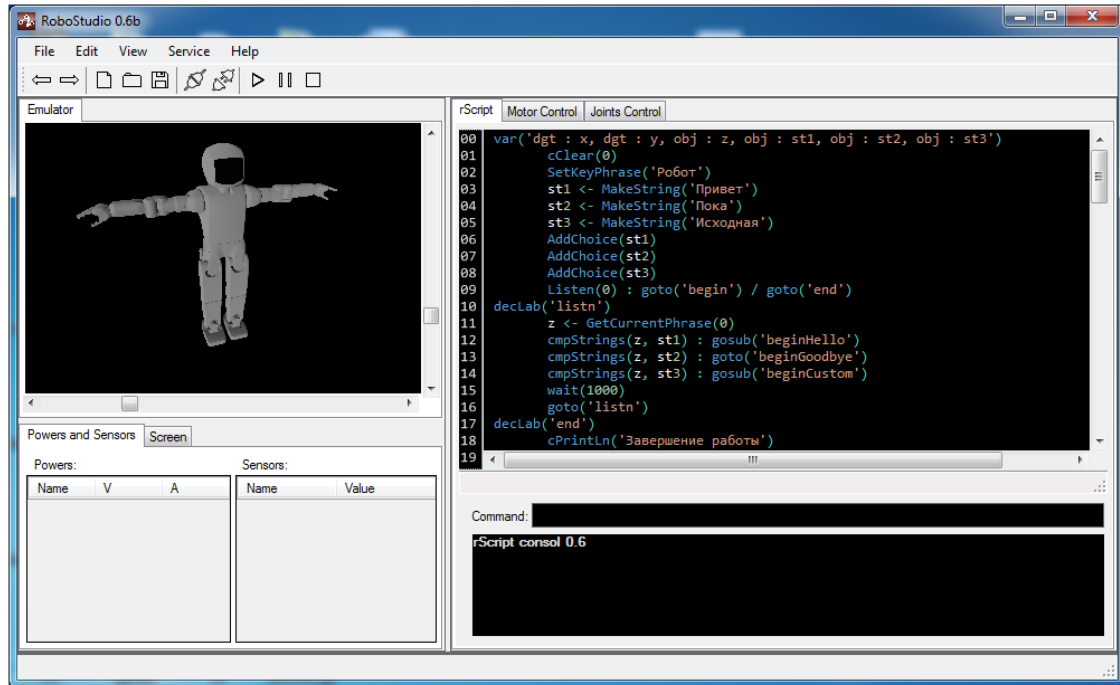 RoboStudio 0.6b
File Edit View Service Help
Emulator
rScript Motor Control Joints Control
00 var('dgt : x, dgt : y, obj : z, obj : st1, obj : st2, obj : st3')
01 cClear(0)
02 SetKeyPhrase('Робот')
03 st1 <- MakeString('Привет')
04 st2 <- MakeString('Пока')
05 st3 <- MakeString('Исходная')
06 AddChoice(st1)
07 AddChoice(st2)
08 AddChoice(st3)
09 Listen(0) : goto('begin') / goto('end')
10 decLab('listn')
11 z <- GetCurrentPhrase(0)
12 cmpStrings(z, st1) : gosub('beginHello')
13 cmpStrings(z, st2) : goto('beginGoodbye')
14 cmpStrings(z, st3) : gosub('beginCustom')
15 wait(1000)
16 goto('listn')
17 decLab('end')
18 cPrintLn('Завершение работы')
19
Powers and Sensors Screen
Powers: Sensors:
Name V A Name Value
Command:
rScript consol 0.6